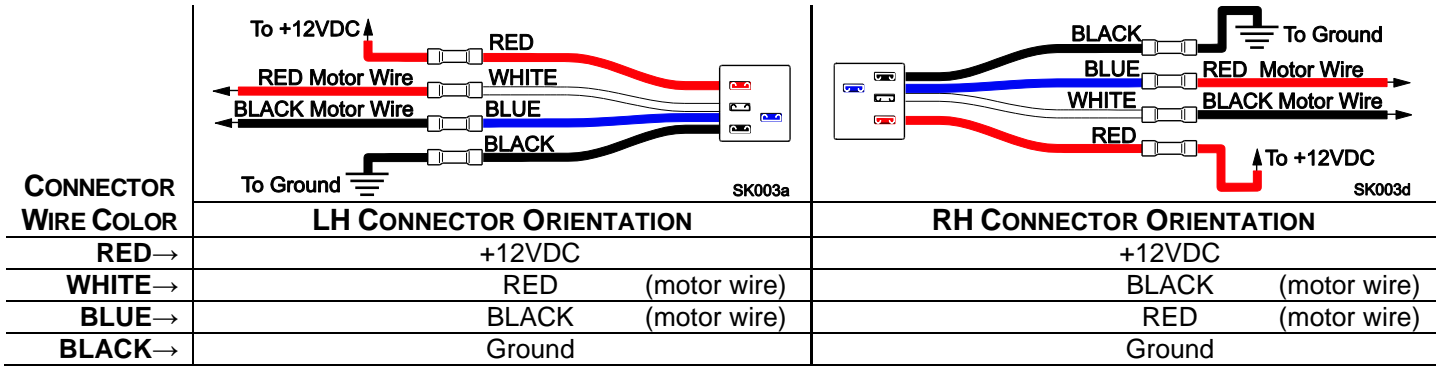 To +12VDC
RED
RED Motor Wire WHITE
BLACK Motor Wire BLUE
BLACK
To Ground
SK003a
BLACK To Ground
BLUE RED Motor Wire
WHITE BLACK Motor Wire
RED
To +12VDC
SK003d
CONNECTOR
WIRE COLOR LH CONNECTOR ORIENTATION RH CONNECTOR ORIENTATION
RED→ +12VDC +12VDC
WHITE→ RED (motor wire) BLACK (motor wire)
BLUE→ BLACK (motor wire) RED (motor wire)
BLACK→ Ground Ground